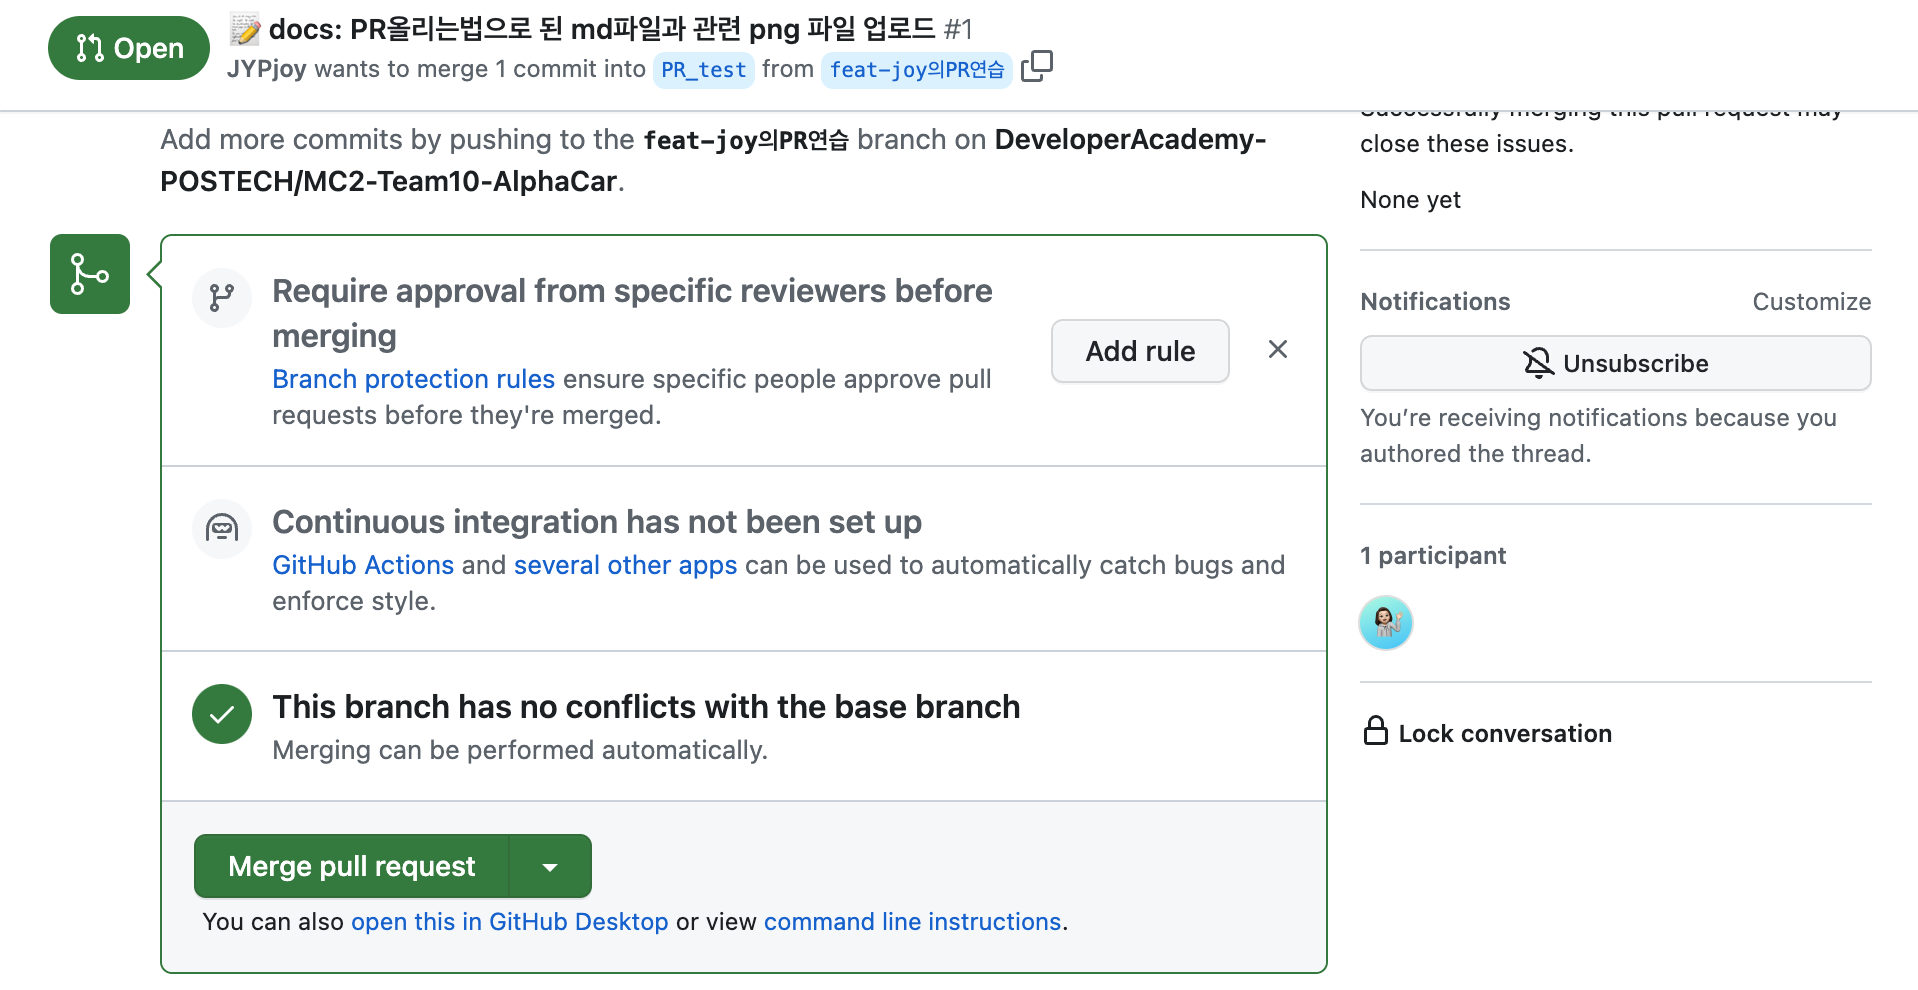 Open
docs: PR올리는법으로 된 md파일과 관련 png 파일 업로드 #1
JYPjoy wants to merge 1 commit into PR_test from feat-joy의PR연습
Add more commits by pushing to the feat-joy의PR연습 branch on DeveloperAcademy-
POSTECH/MC2-Team10-AlphaCar.
Require approval from specific reviewers before
merging
Branch protection rules ensure specific people approve pull
requests before they're merged.
Add rule
Continuous integration has not been set up
GitHub Actions and several other apps can be used to automatically catch bugs and
enforce style.
This branch has no conflicts with the base branch
Merging can be performed automatically.
Merge pull request
You can also open this in GitHub Desktop or view command line instructions.
Successfully merging this pull request may
close these issues.
None yet
Notifications
Customize
Unsubscribe
You’re receiving notifications because you
authored the thread.
1 participant
Lock conversation